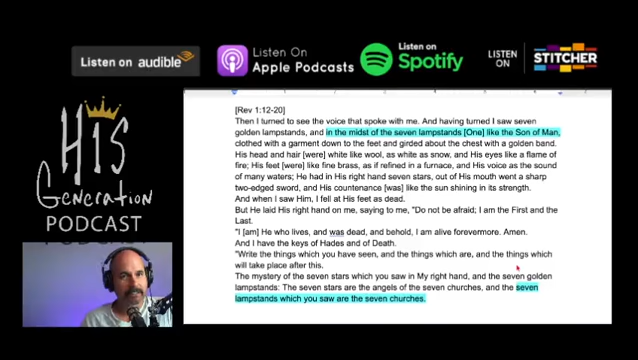 Listen on audible
Listen On
Apple Podcasts
Listen on
Spotify
LISTEN
ON
STITCHER
HIS
Generation
PODCAST
[Rev 1:12-20]
Then I turned to see the voice that spoke with me. And having turned I saw seven
golden lampstands, and in the midst of the seven lampstands [One] like the Son of Man,
clothed with a garment down to the feet and girded about the chest with a golden band.
His head and hair [were] white like wool, as white as snow, and His eyes like a flame of
fire; His feet [were] like fine brass, as if refined in a furnace, and His voice as the sound
of many waters; He had in His right hand seven stars, out of His mouth went a sharp
two-edged sword, and His countenance [was] like the sun shining in its strength.
And when I saw Him, I fell at His feet as dead.
But He laid His right hand on me, saying to me, "Do not be afraid; I am the First and the
Last.
"I [am] He who lives, and was dead, and behold, I am alive forevermore. Amen.
And I have the keys of Hades and of Death.
"Write the things which you have seen, and the things which are, and the things which
will take place after this.
The mystery of the seven stars which you saw in My right hand, and the seven golden
lampstands: The seven stars are the angels of the seven churches, and the seven
lampstands which you saw are the seven churches.